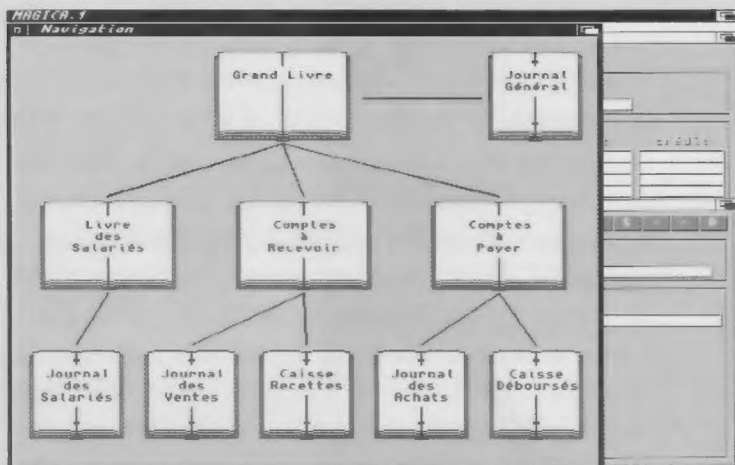 MAGICA.1
Navigation
Grand Livre
Journal
Général
crédit
Livre
des
Salariés
Comptes
à
Recevoir
Comptes
à
Payer
Journal
des
Salariés
Journal
des
Ventes
Caisse
Recettes
Journal
des
Achats
Caisse
Déboursés